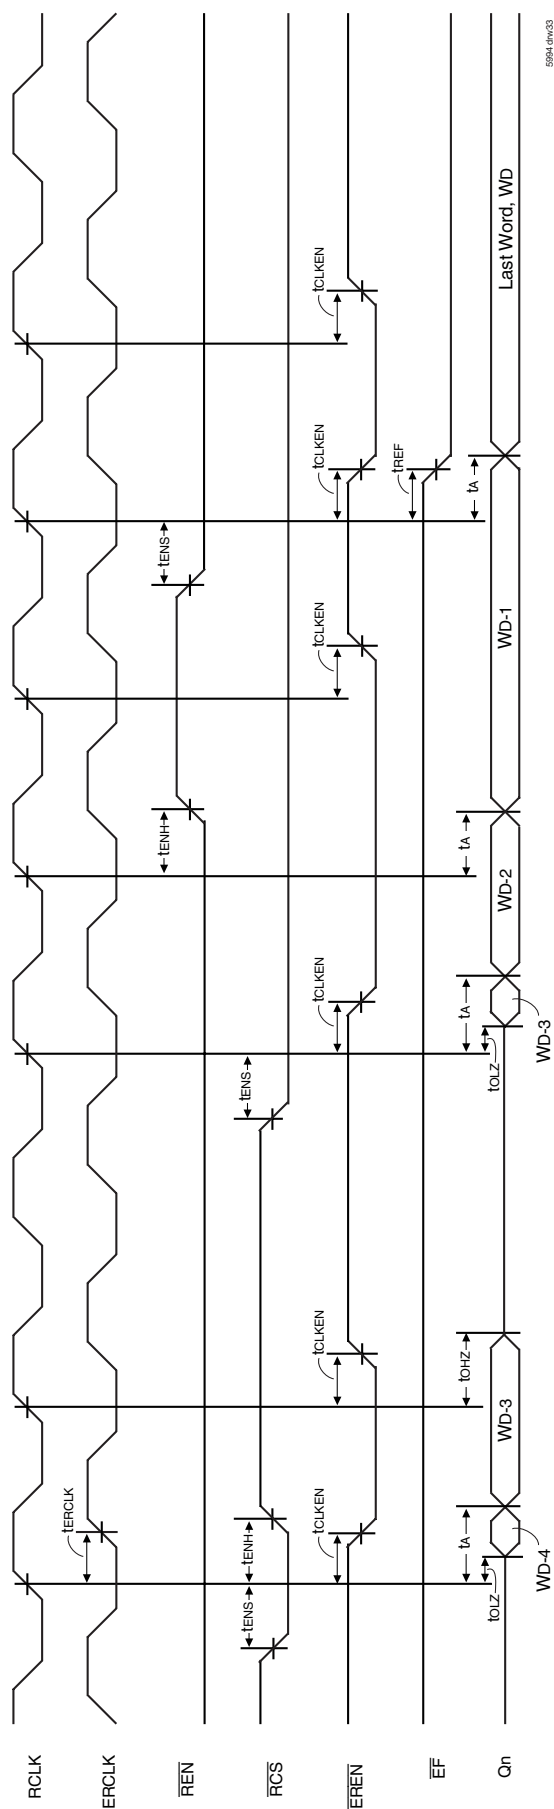 RCLK
tERCLK
ERCLK
tENH
tENS
REN
tENS
tENH
tENS
RCS
tCLKEN
tCLKEN
tCLKEN
tCLKEN
tCLKEN
tCLKEN
EREN
tREF
EF
tA
tOHZ
tA
tA
tA
tOLZ
tOLZ
Qn
WD-3
WD-2
WD-1
Last Word, WD
WD-4
WD-3
5994 drw33